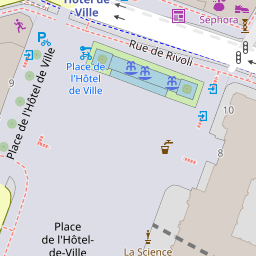 Hôtel de Ville
-Ville
Sephora
Rue de Rivoli
Place de
l'Hôtel
de Ville
Place de l'Hôtel de Ville
9
10
8
Place
de l'Hôtel-
de-Ville
La Science